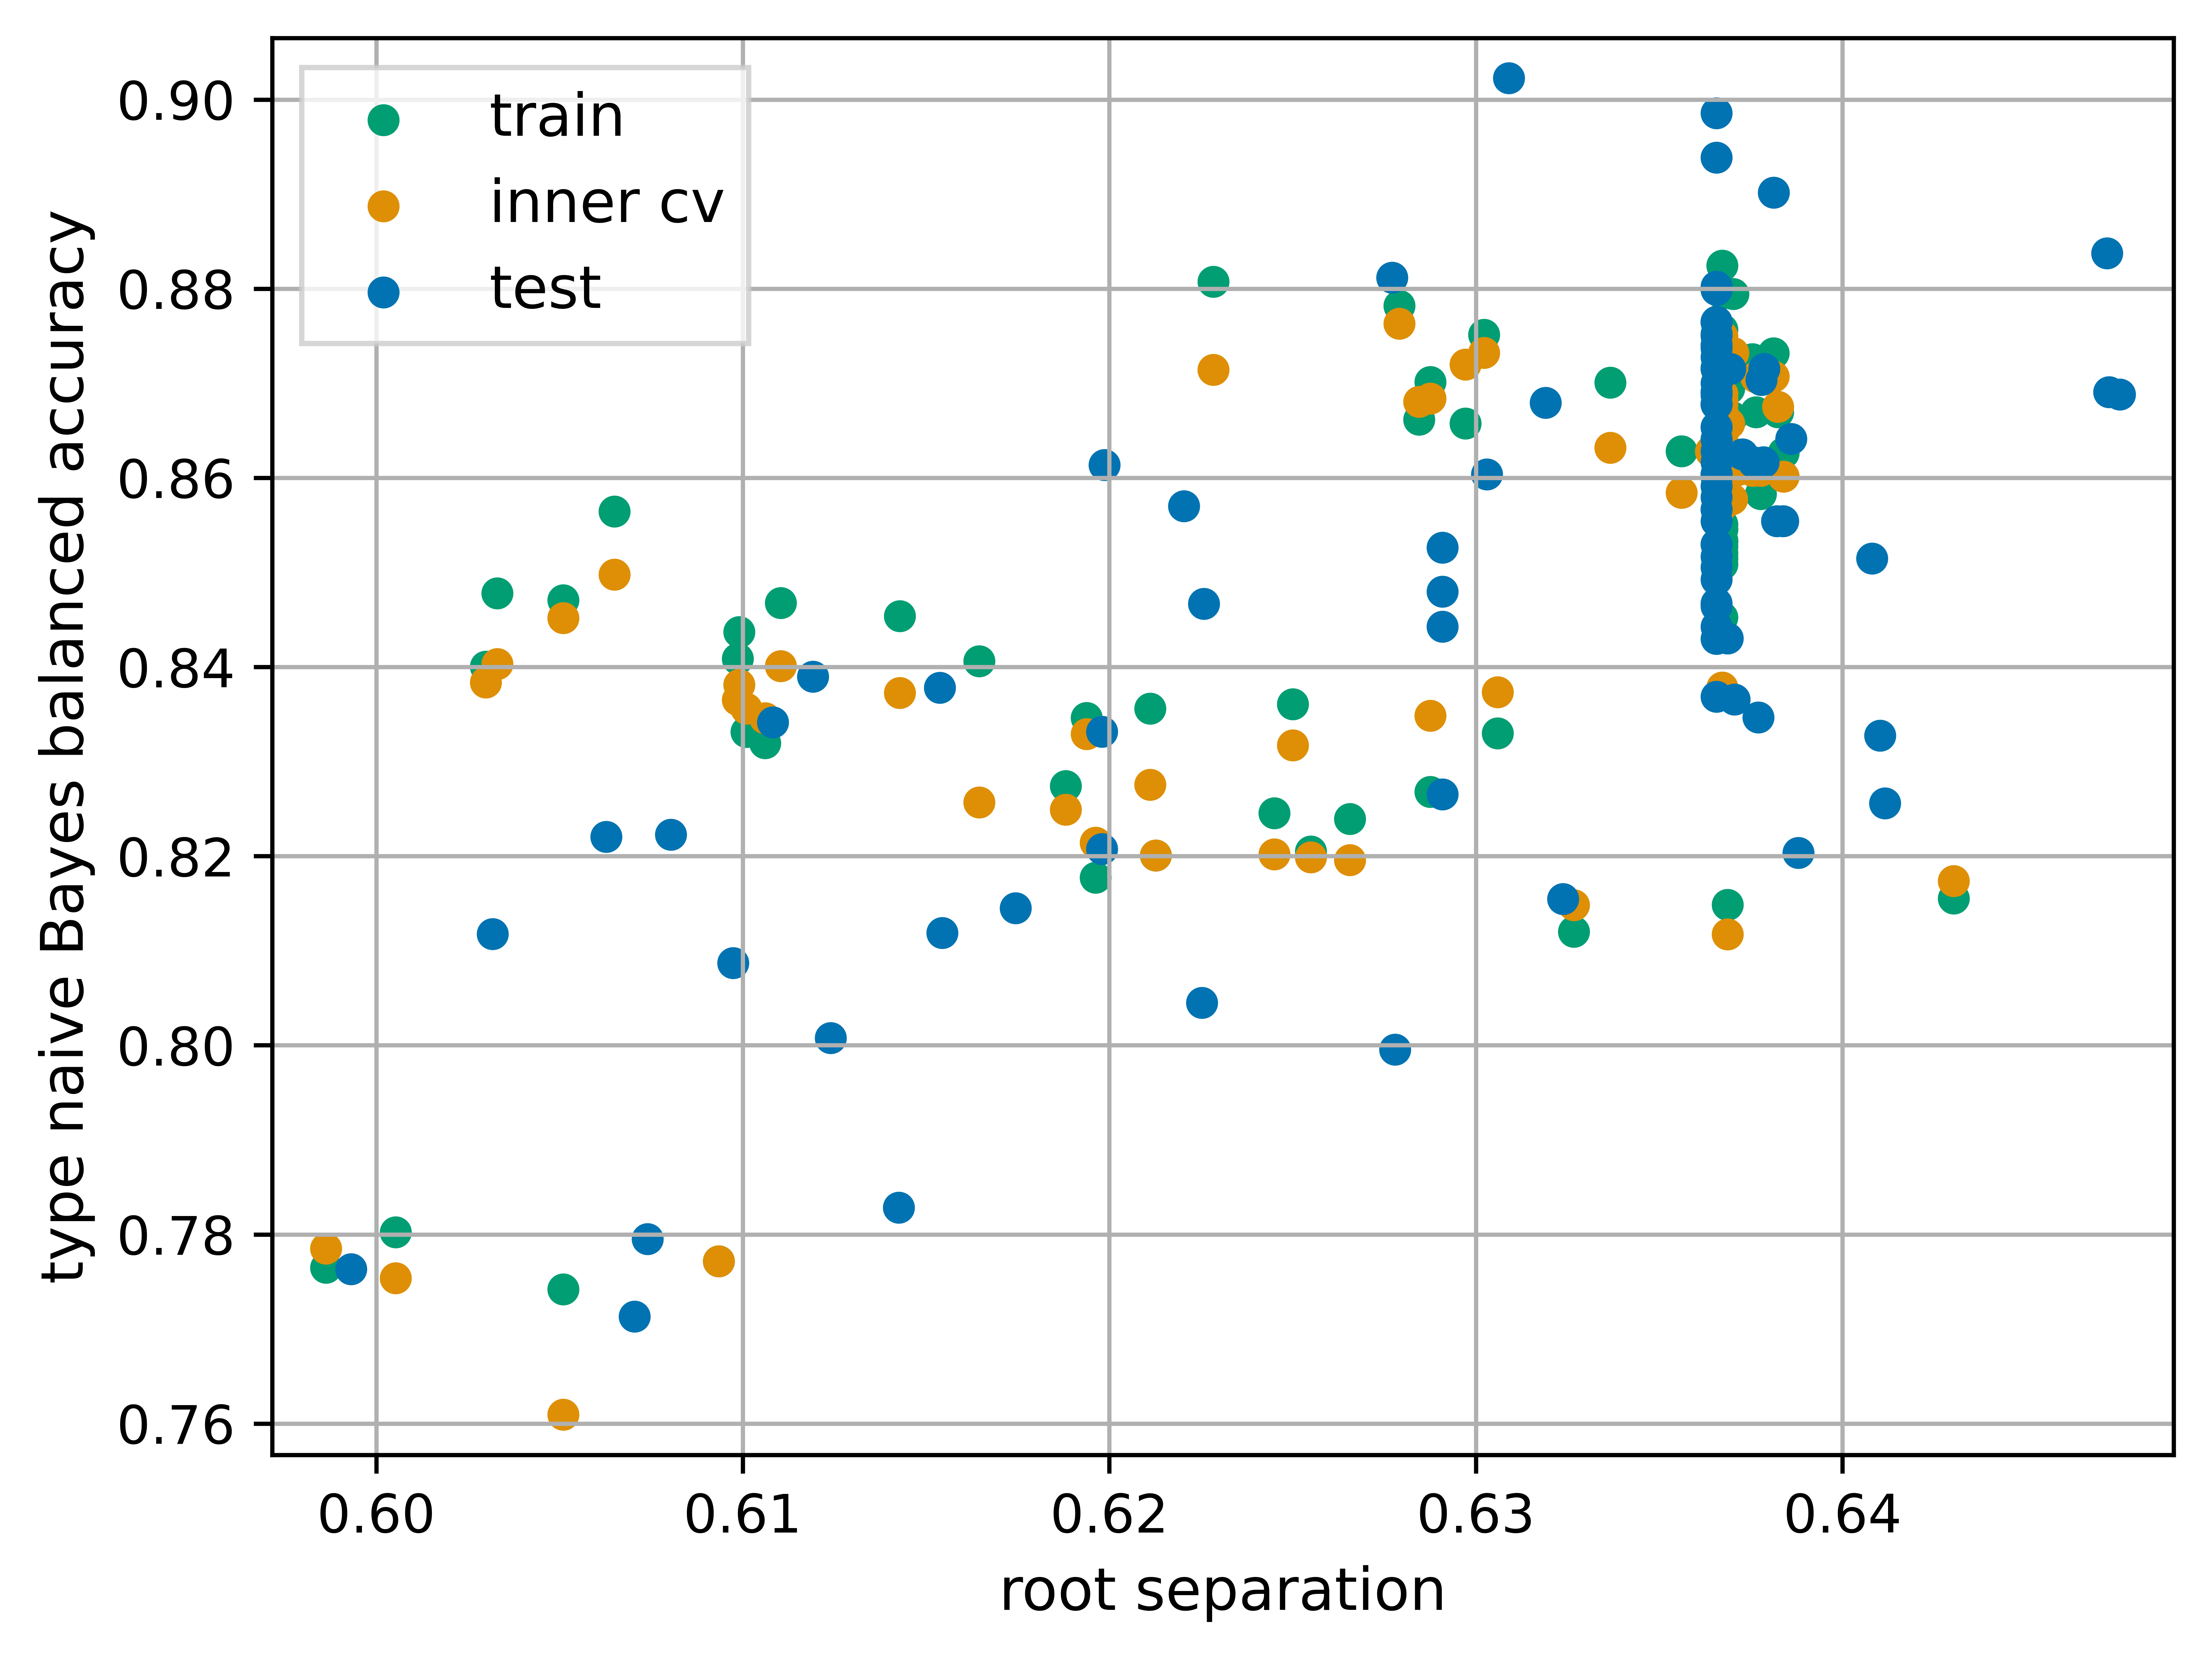 train
inner cv
test
type naive Bayes balanced accuracy
0.90
0.88
0.86
0.84
0.82
0.80
0.78
0.76
0.60 0.61 0.62 0.63 0.64
root separation